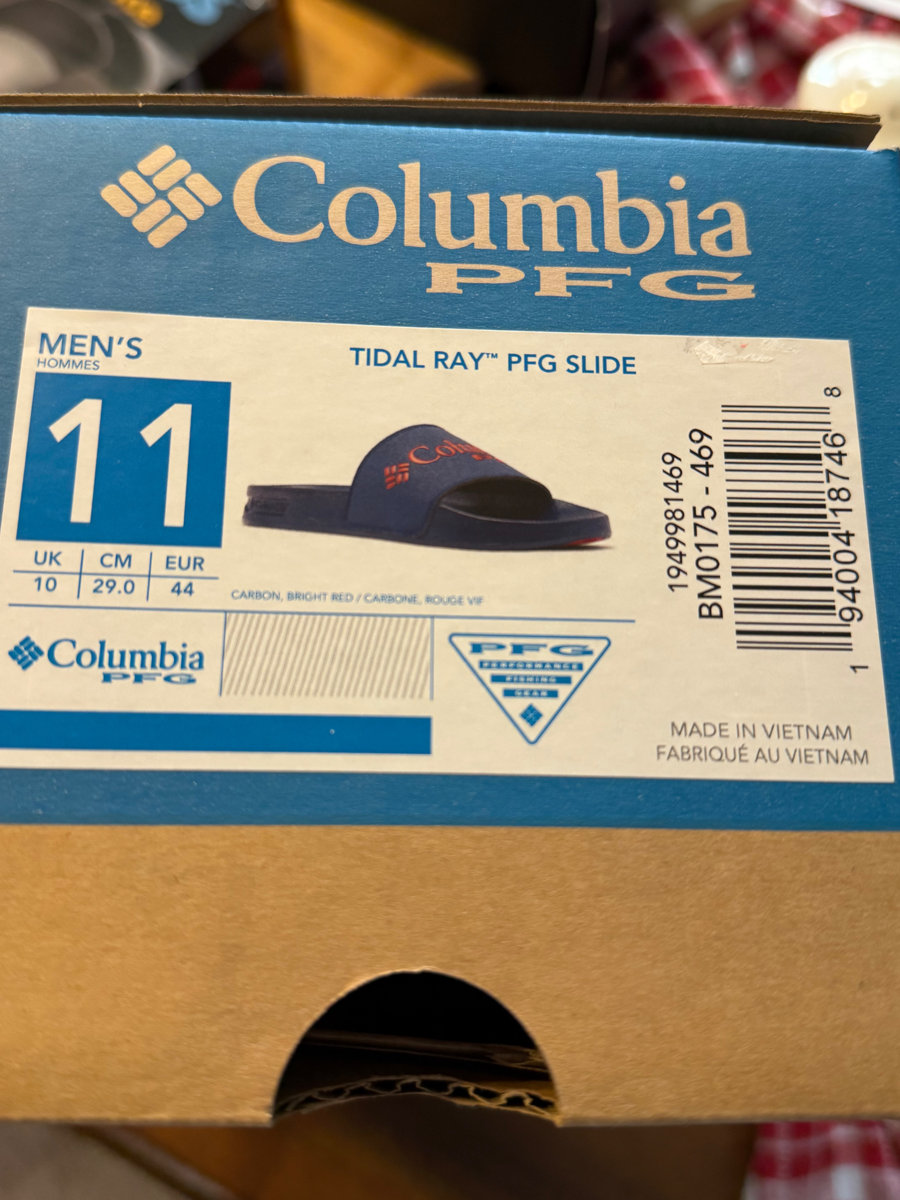 Columbia
PFG
MEN'S
HOMMES
11
UK CM EUR
10 29.0 44
TIDAL RAY™ PFG SLIDE
CARBON, BRIGHT RED / CARBONE, ROUGE VIF
Columbia
PFG
PFG
PERFORMANCE
FISHING
GEAR
1949981469
BM0175 - 469
1 94004 18746 8
MADE IN VIETNAM
FABRIQUÉ AU VIETNAM